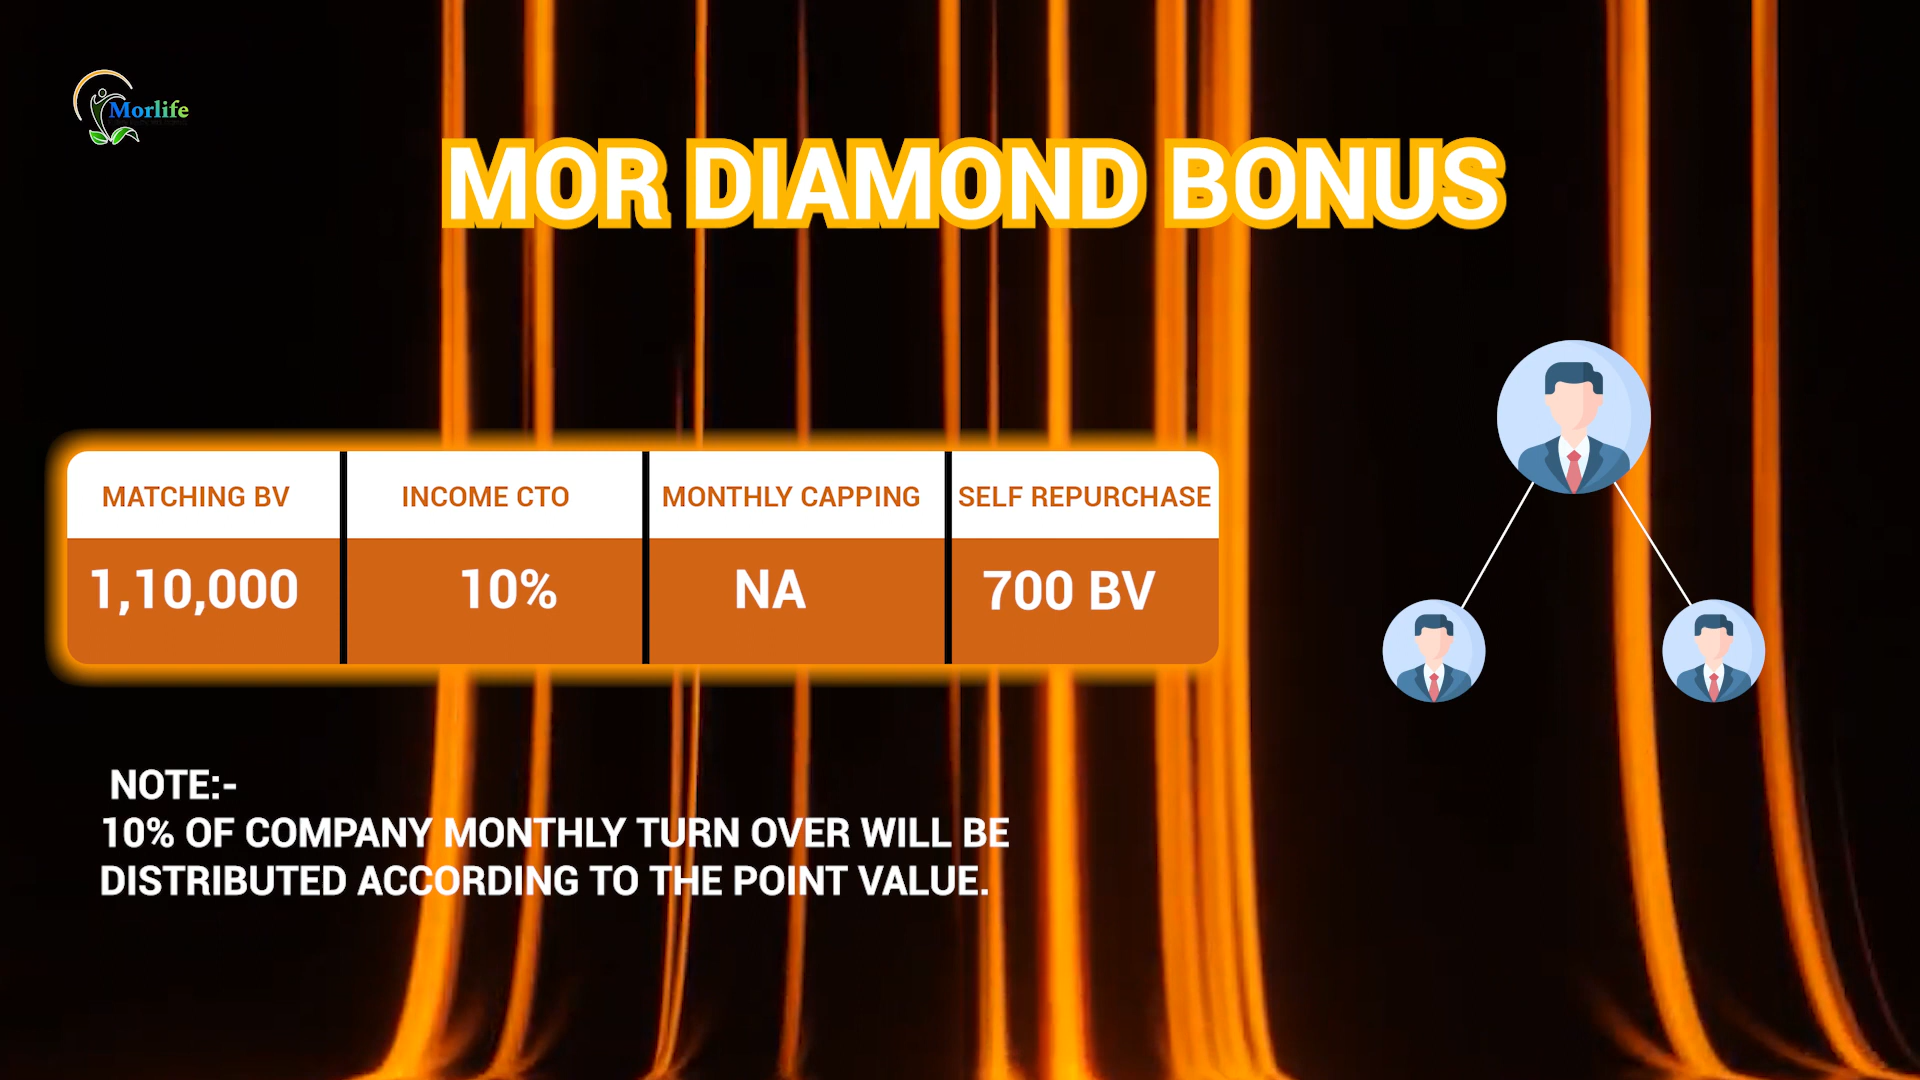 Morlife
MOR DIAMOND BONUS
MATCHING BV
INCOME CTO
MONTHLY CAPPING
SELF REPURCHASE
1,10,000
10%
NA
700 BV
NOTE:-
10% OF COMPANY MONTHLY TURN OVER WILL BE
DISTRIBUTED ACCORDING TO THE POINT VALUE.